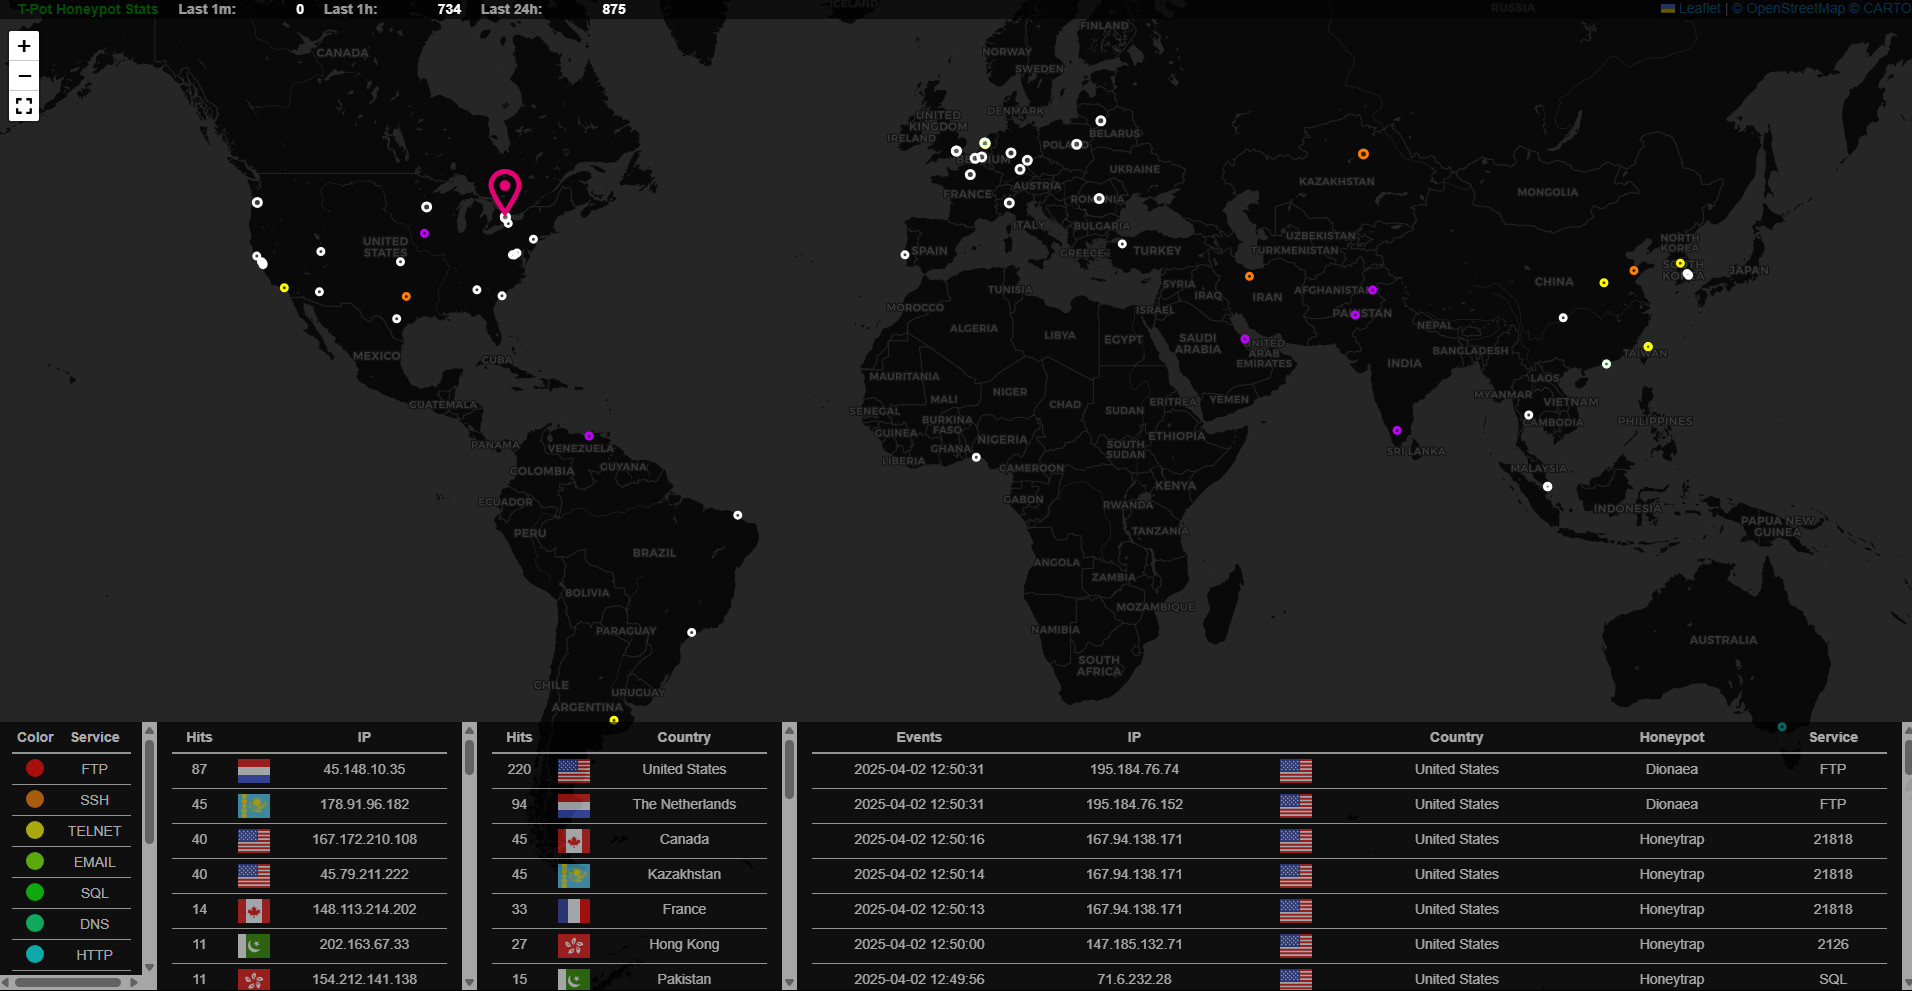 T-Pot Honeypot Stats Last 1m: 0 Last 1h: 734 Last 24h: 875
Leaflet | © OpenStreetMap © CARTO
+
−
ICELAND
RUSSIA
FINLAND
CANADA
NORWAY
SWEDEN
DENMARK
UNITED KINGDOM
IRELAND
BELARUS
POLAND
BELGIUM
UKRAINE
KAZAKHSTAN
AUSTRIA
MONGOLIA
FRANCE
ROMANIA
ITALY
BULGARIA
UNITED STATES
SPAIN
GREECE
TURKEY
UZBEKISTAN
TURKMENISTAN
NORTH KOREA
SOUTH KOREA
JAPAN
CHINA
SYRIA
IRAQ
IRAN
AFGHANISTAN
TUNISIA
MOROCCO
ISRAEL
PAKISTAN
NEPAL
ALGERIA
LIBYA
EGYPT
SAUDI ARABIA
UNITED ARAB EMIRATES
BANGLADESH
TAIWAN
MEXICO
CUBA
INDIA
LAOS
MAURITANIA
MALI
NIGER
CHAD
SUDAN
ERITREA
YEMEN
MYANMAR
VIETNAM
GUATEMALA
SENEGAL
BURKINA FASO
CAMBODIA
PHILIPPINES
PANAMA
VENEZUELA
GUINEA
GHANA
NIGERIA
SOUTH SUDAN
ETHIOPIA
SRI LANKA
LIBERIA
CAMEROON
COLOMBIA
GUYANA
MALAYSIA
ECUADOR
GABON
KENYA
RWANDA
INDONESIA
PAPUA NEW GUINEA
PERU
BRAZIL
TANZANIA
ANGOLA
ZAMBIA
BOLIVIA
MOZAMBIQUE
PARAGUAY
NAMIBIA
AUSTRALIA
SOUTH AFRICA
CHILE
URUGUAY
ARGENTINA
Color Service
FTP
SSH
TELNET
EMAIL
SQL
DNS
HTTP
Hits IP
87 45.148.10.35
45 178.91.96.182
40 167.172.210.108
40 45.79.211.222
14 148.113.214.202
11 202.163.67.33
11 154.212.141.138
Hits Country
220 United States
94 The Netherlands
45 Canada
45 Kazakhstan
33 France
27 Hong Kong
15 Pakistan
Events IP Country Honeypot Service
2025-04-02 12:50:31 195.184.76.74 United States Dionaea FTP
2025-04-02 12:50:31 195.184.76.152 United States Dionaea FTP
2025-04-02 12:50:16 167.94.138.171 United States Honeytrap 21818
2025-04-02 12:50:14 167.94.138.171 United States Honeytrap 21818
2025-04-02 12:50:13 167.94.138.171 United States Honeytrap 21818
2025-04-02 12:50:00 147.185.132.71 United States Honeytrap 2126
2025-04-02 12:49:56 71.6.232.28 United States Honeytrap SQL